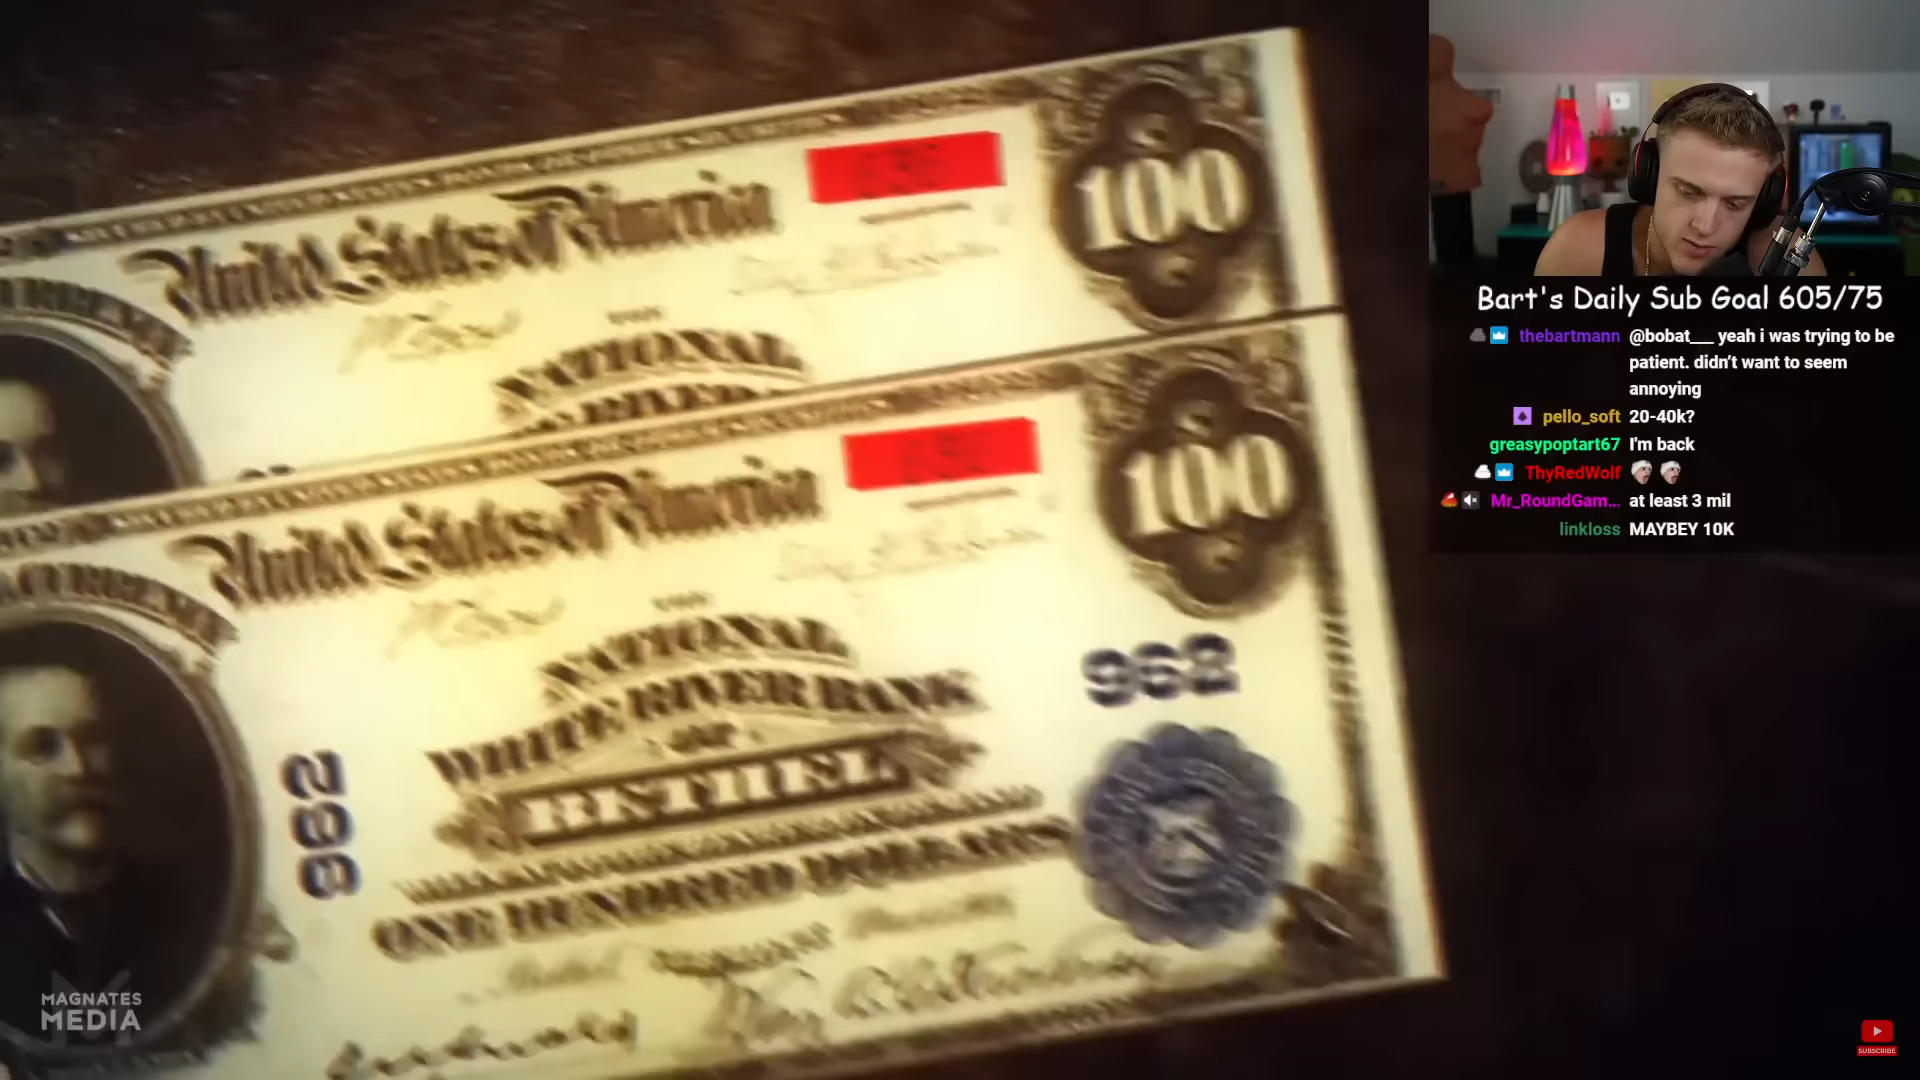 United States of America
100
THE
NATIONAL
United States of America
100
THE
NATIONAL
WHITE RIVER BANK
OF
BETHEL
ONE HUNDRED DOLLARS
962
962
MAGNATES
MEDIA
Bart's Daily Sub Goal 605/75
thebartmann @bobat___ yeah i was trying to be
patient. didn't want to seem
annoying
pello_soft 20-40k?
greasypoptart67 I'm back
ThyRedWolf
Mr_RoundGam... at least 3 mil
linkloss MAYBEY 10K
SUBSCRIBE